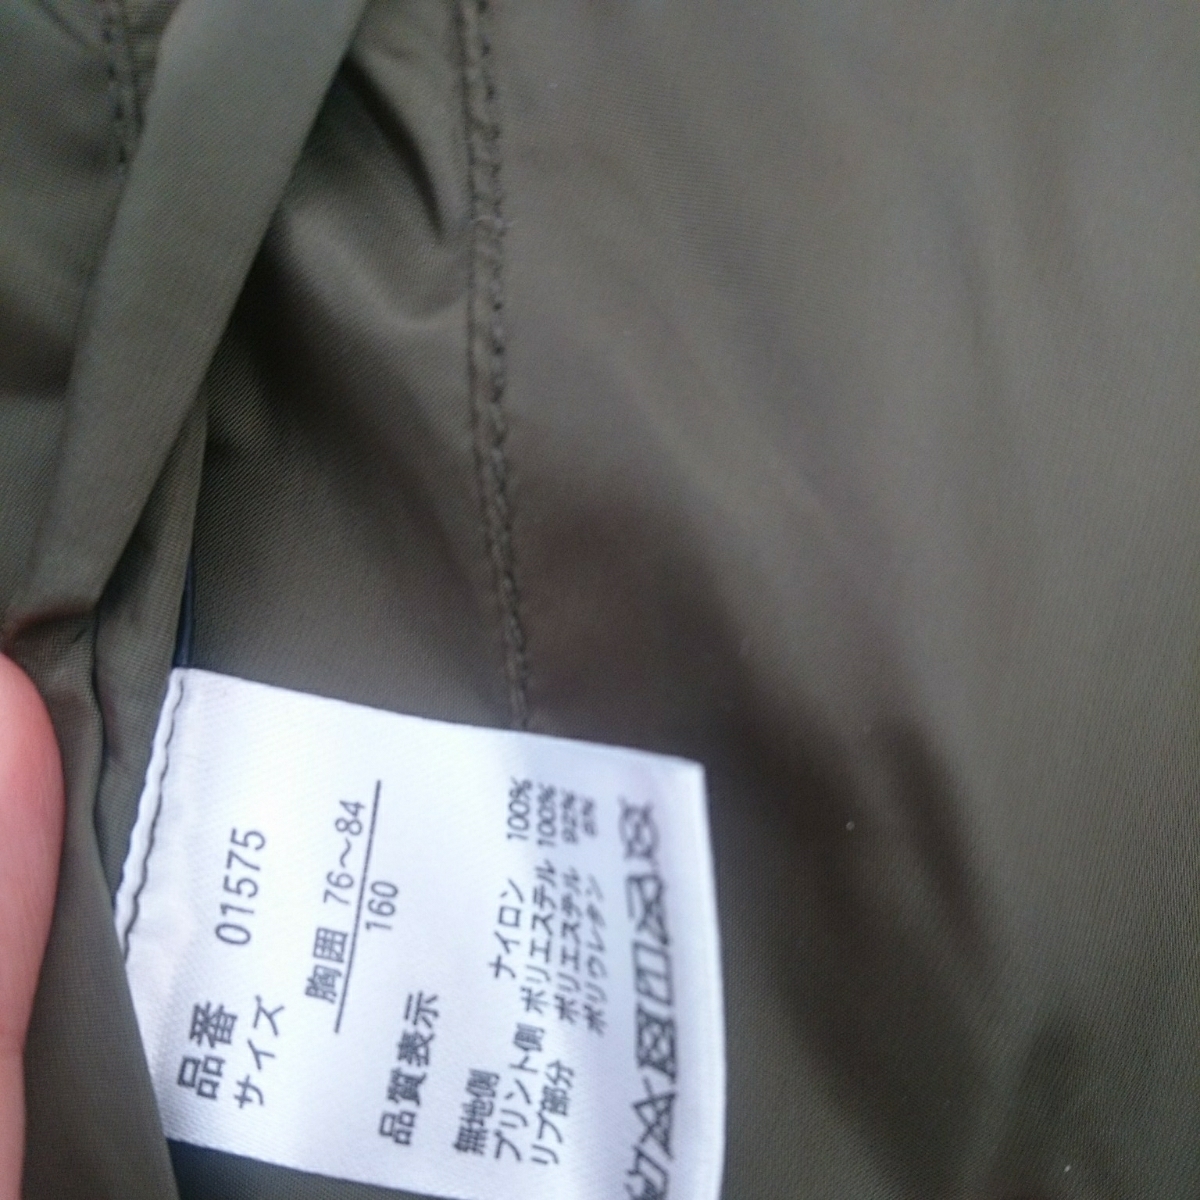 品番 01575
サイズ
胸囲 76～84
160
品質表示
無地側 ナイロン 100%
プリント側 ポリエステル 100%
リブ部分 ポリエステル 92%
ポリウレタン 8%